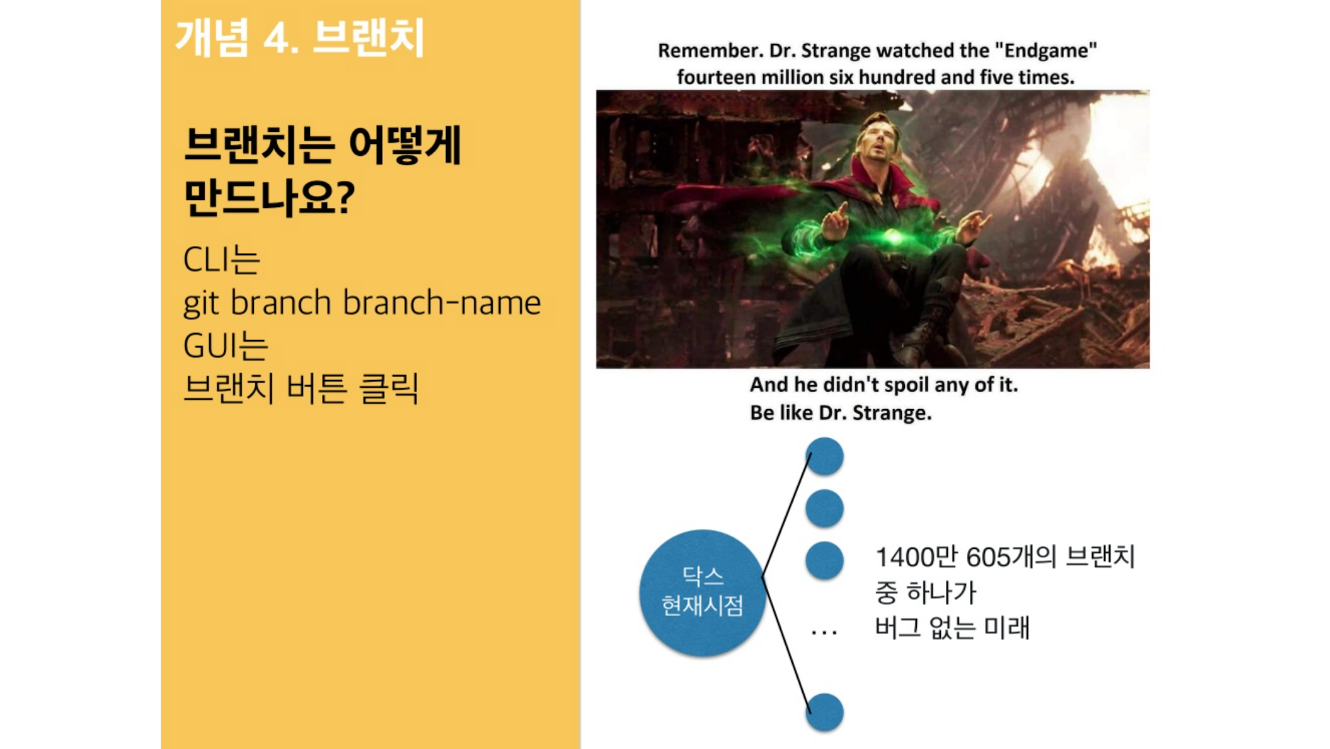 개념 4. 브랜치
브랜치는 어떻게
만드나요?
CLI는
git branch branch-name
GUI는
브랜치 버튼 클릭
Remember. Dr. Strange watched the "Endgame"
fourteen million six hundred and five times.
And he didn't spoil any of it.
Be like Dr. Strange.
닥스
현재시점
1400만 605개의 브랜치
중 하나가
...
버그 없는 미래